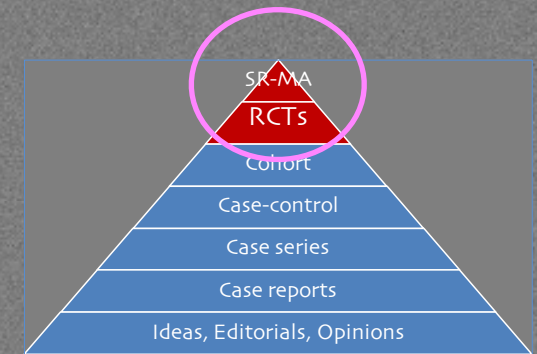 SR-MA
RCTs
Cohort
Case-control
Case series
Case reports
Ideas, Editorials, Opinions